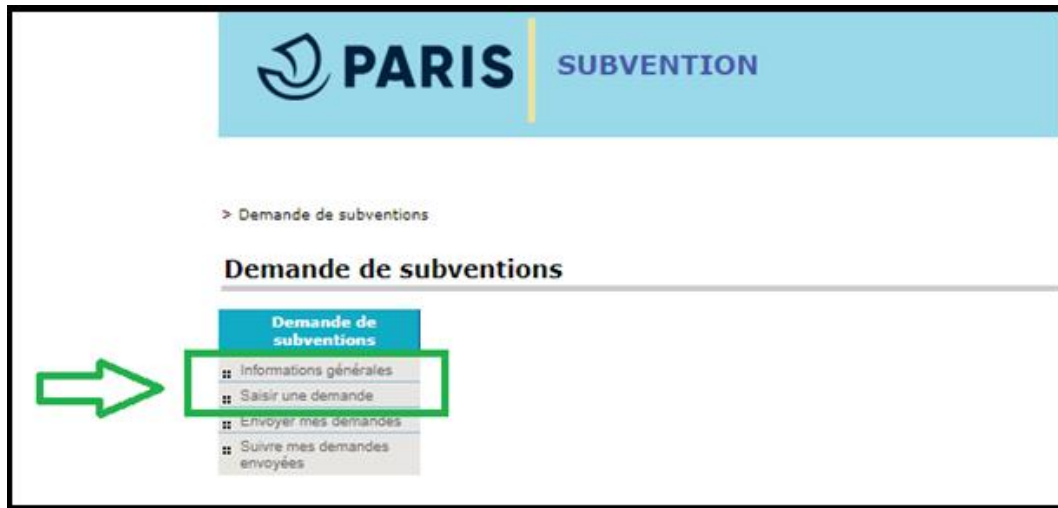 PARIS
SUBVENTION
> Demande de subventions
Demande de subventions
Demande de
subventions
Informations générales
Saisir une demande
Envoyer mes demandes
Suivre mes demandes
envoyées